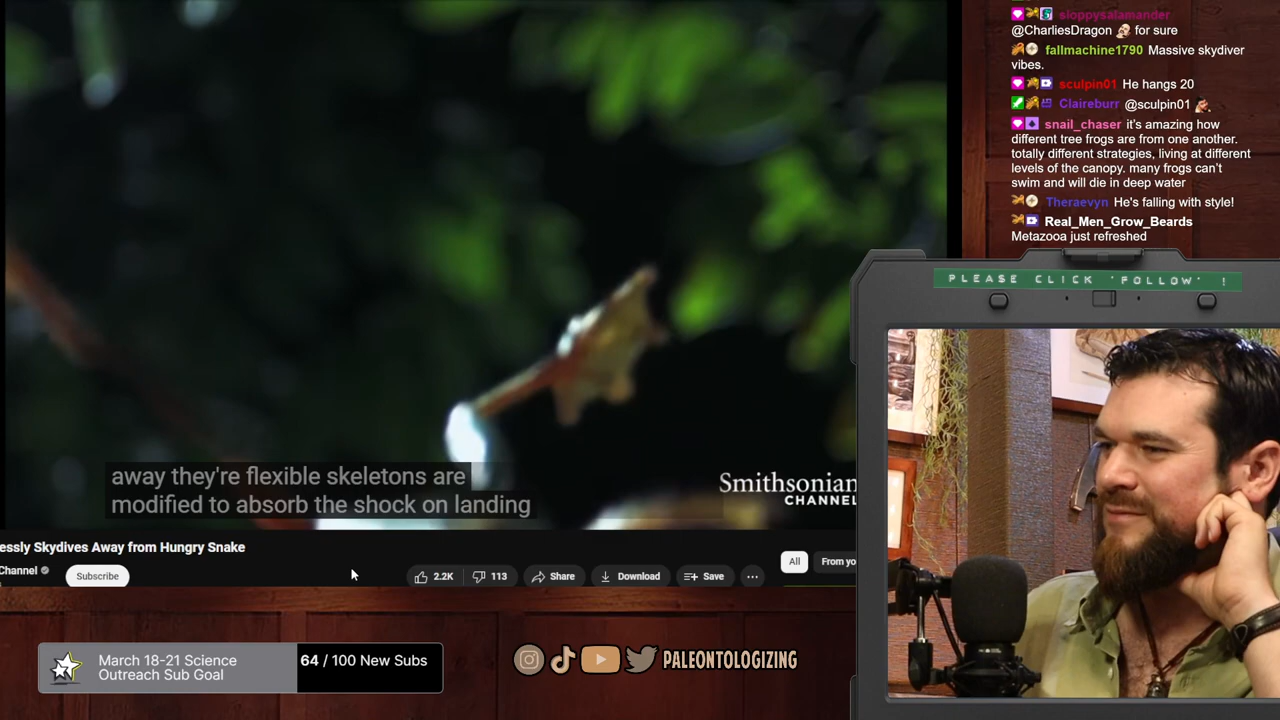 sloppysalamander
@CharliesDragon for sure
fallmachine1790 Massive skydiver
vibes.
sculpin01 He hangs 20
Claireburr @sculpin01
snail_chaser it's amazing how
different tree frogs are from one another.
totally different strategies, living at different
levels of the canopy. many frogs can't
swim and will die in deep water
Theraevyn He's falling with style!
Real_Men_Grow_Beards
Metazooa just refreshed
PLEASE CLICK 'FOLLOW' !
away they're flexible skeletons are
modified to absorb the shock on landing
Smithsonian
CHANNEL
essly Skydives Away from Hungry Snake
Channel
Subscribe
2.2K
113
Share
Download
Save
All
From yo
March 18-21 Science
Outreach Sub Goal
64 / 100 New Subs
PALEONTOLOGIZING